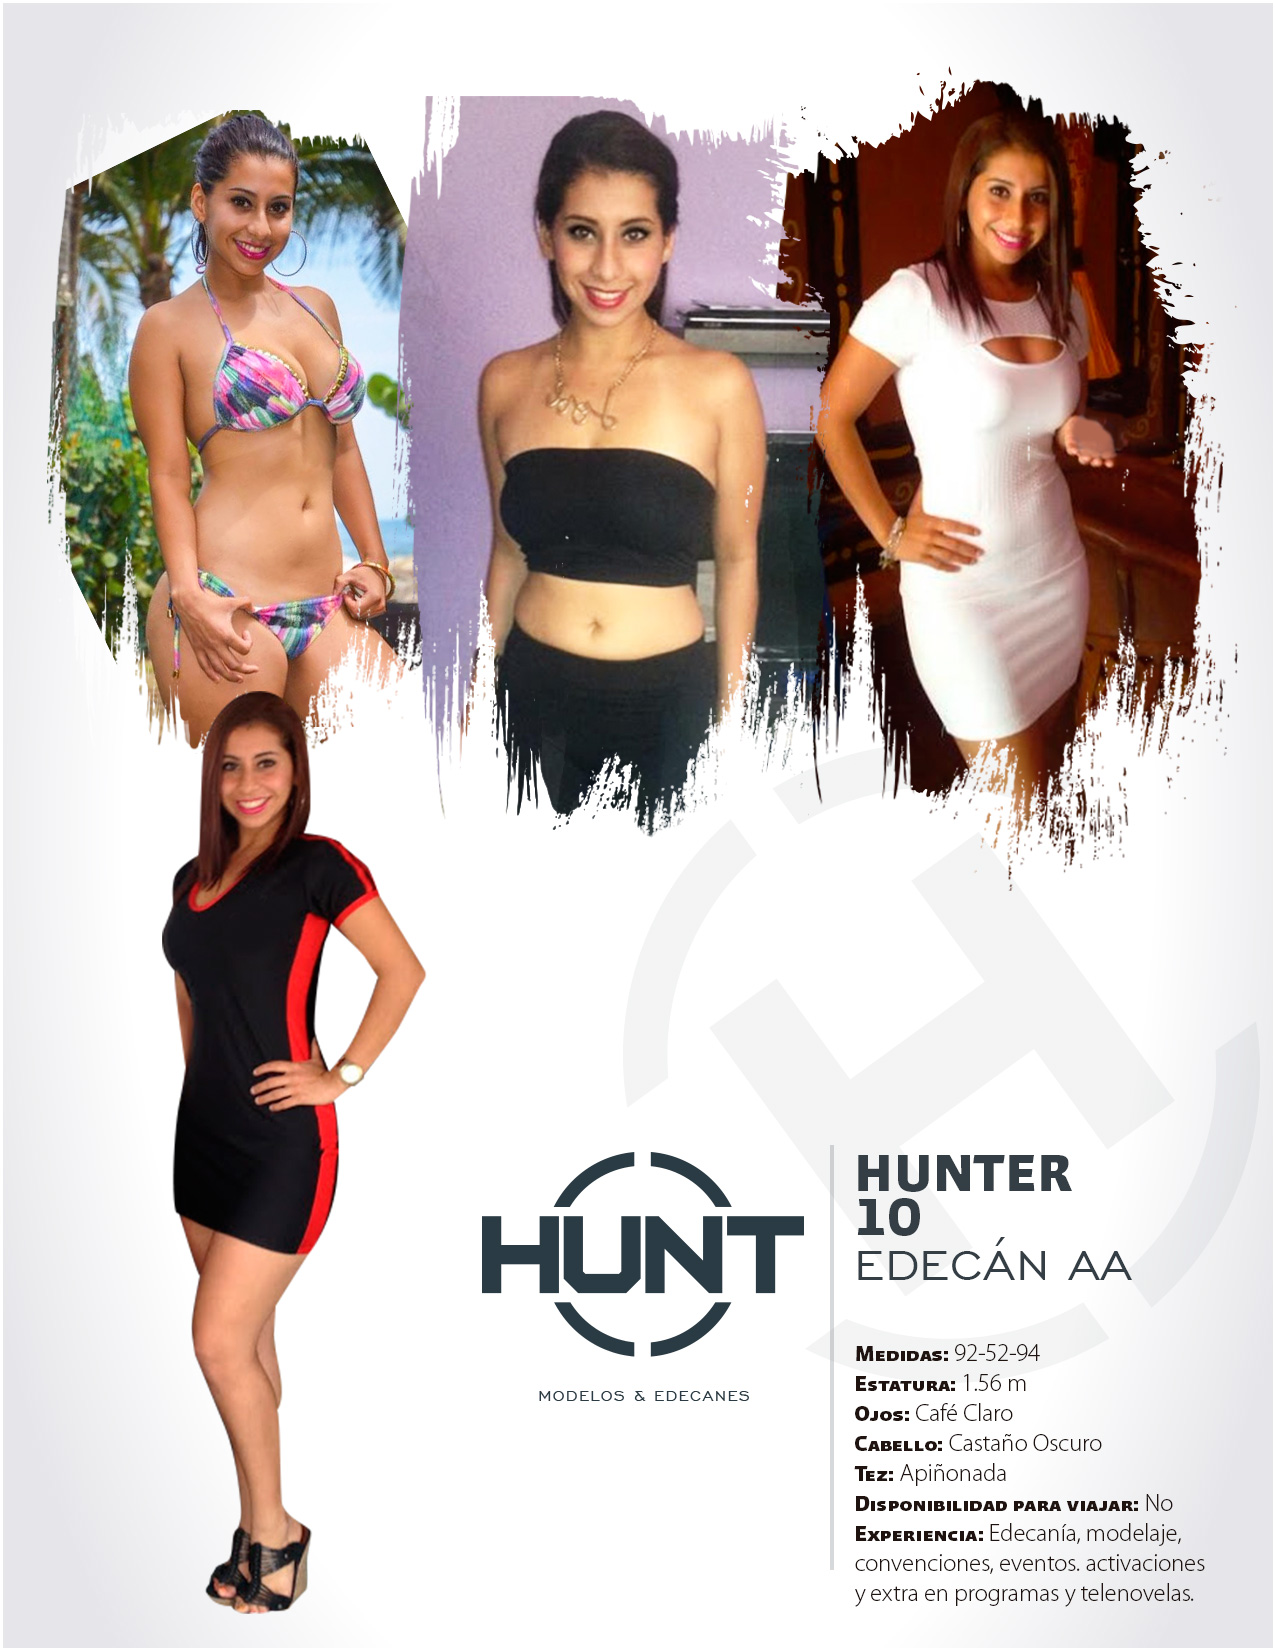 HUNT
MODELOS & EDECANES
HUNTER
10
EDECÁN AA
MEDIDAS: 92-52-94
ESTATURA: 1.56 m
OJOS: Café Claro
CABELLO: Castaño Oscuro
TEZ: Apiñonada
DISPONIBILIDAD PARA VIAJAR: No
EXPERIENCIA: Edecanía, modelaje,
convenciones, eventos. activaciones
y extra en programas y telenovelas.